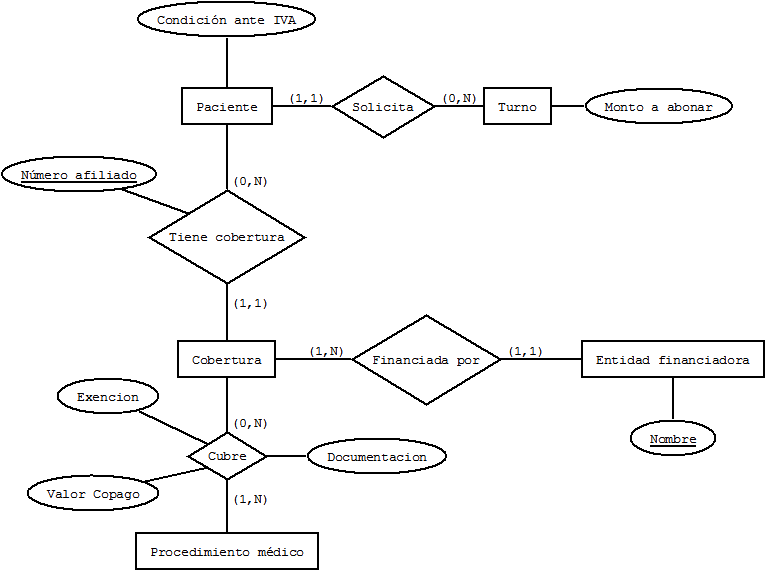 Condición ante IVA
Paciente
(1,1)
Solicita
(0,N)
Turno
Monto a abonar
Número afiliado
(0,N)
Tiene cobertura
(1,1)
Cobertura
(1,N)
Financiada por
(1,1)
Entidad financiadora
Exencion
(0,N)
Nombre
Cubre
Documentacion
Valor Copago
(1,N)
Procedimiento médico